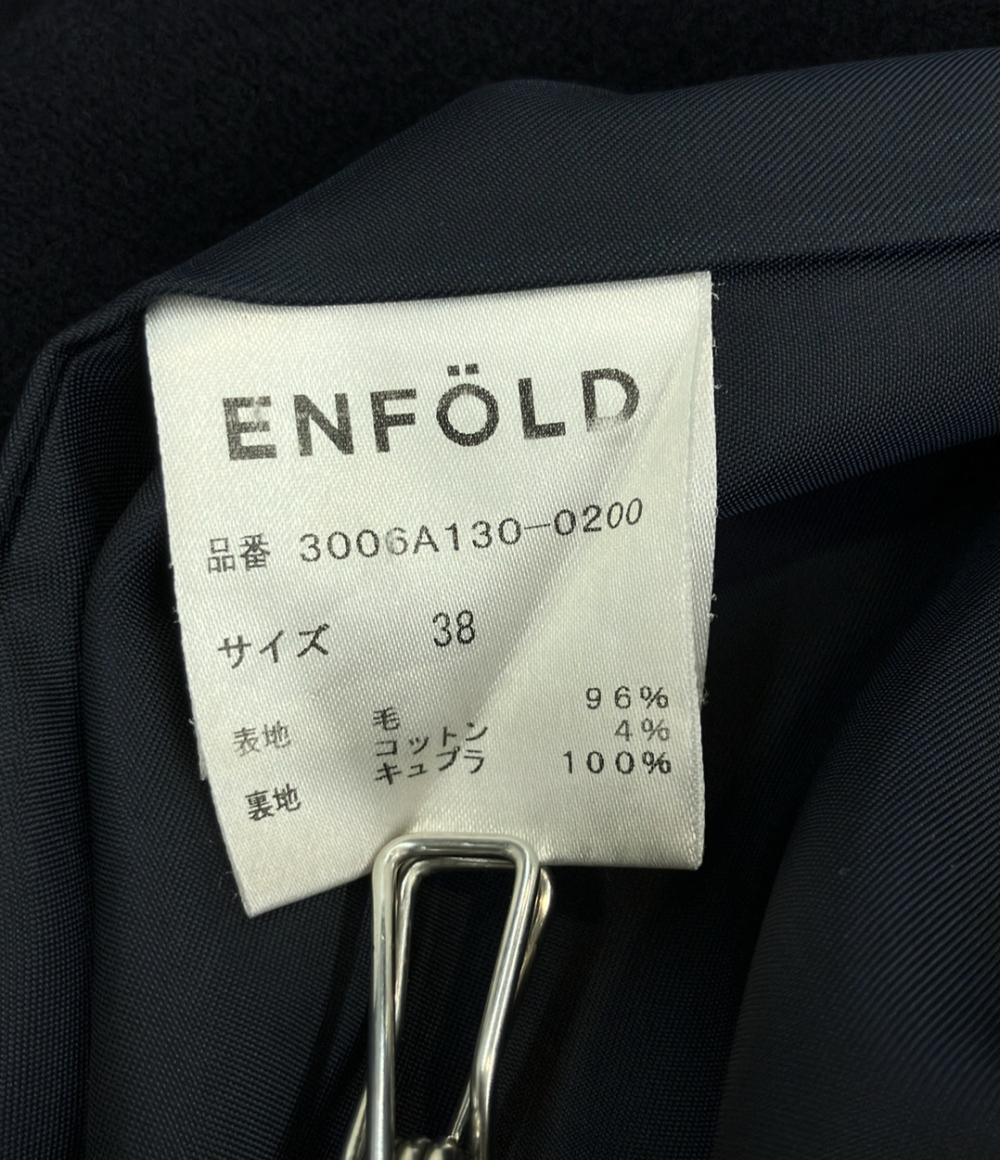 ENFÖLD
品番 3006A130-0200
サイズ 38
表地 毛 96%
コットン 4%
裏地 キュプラ 100%